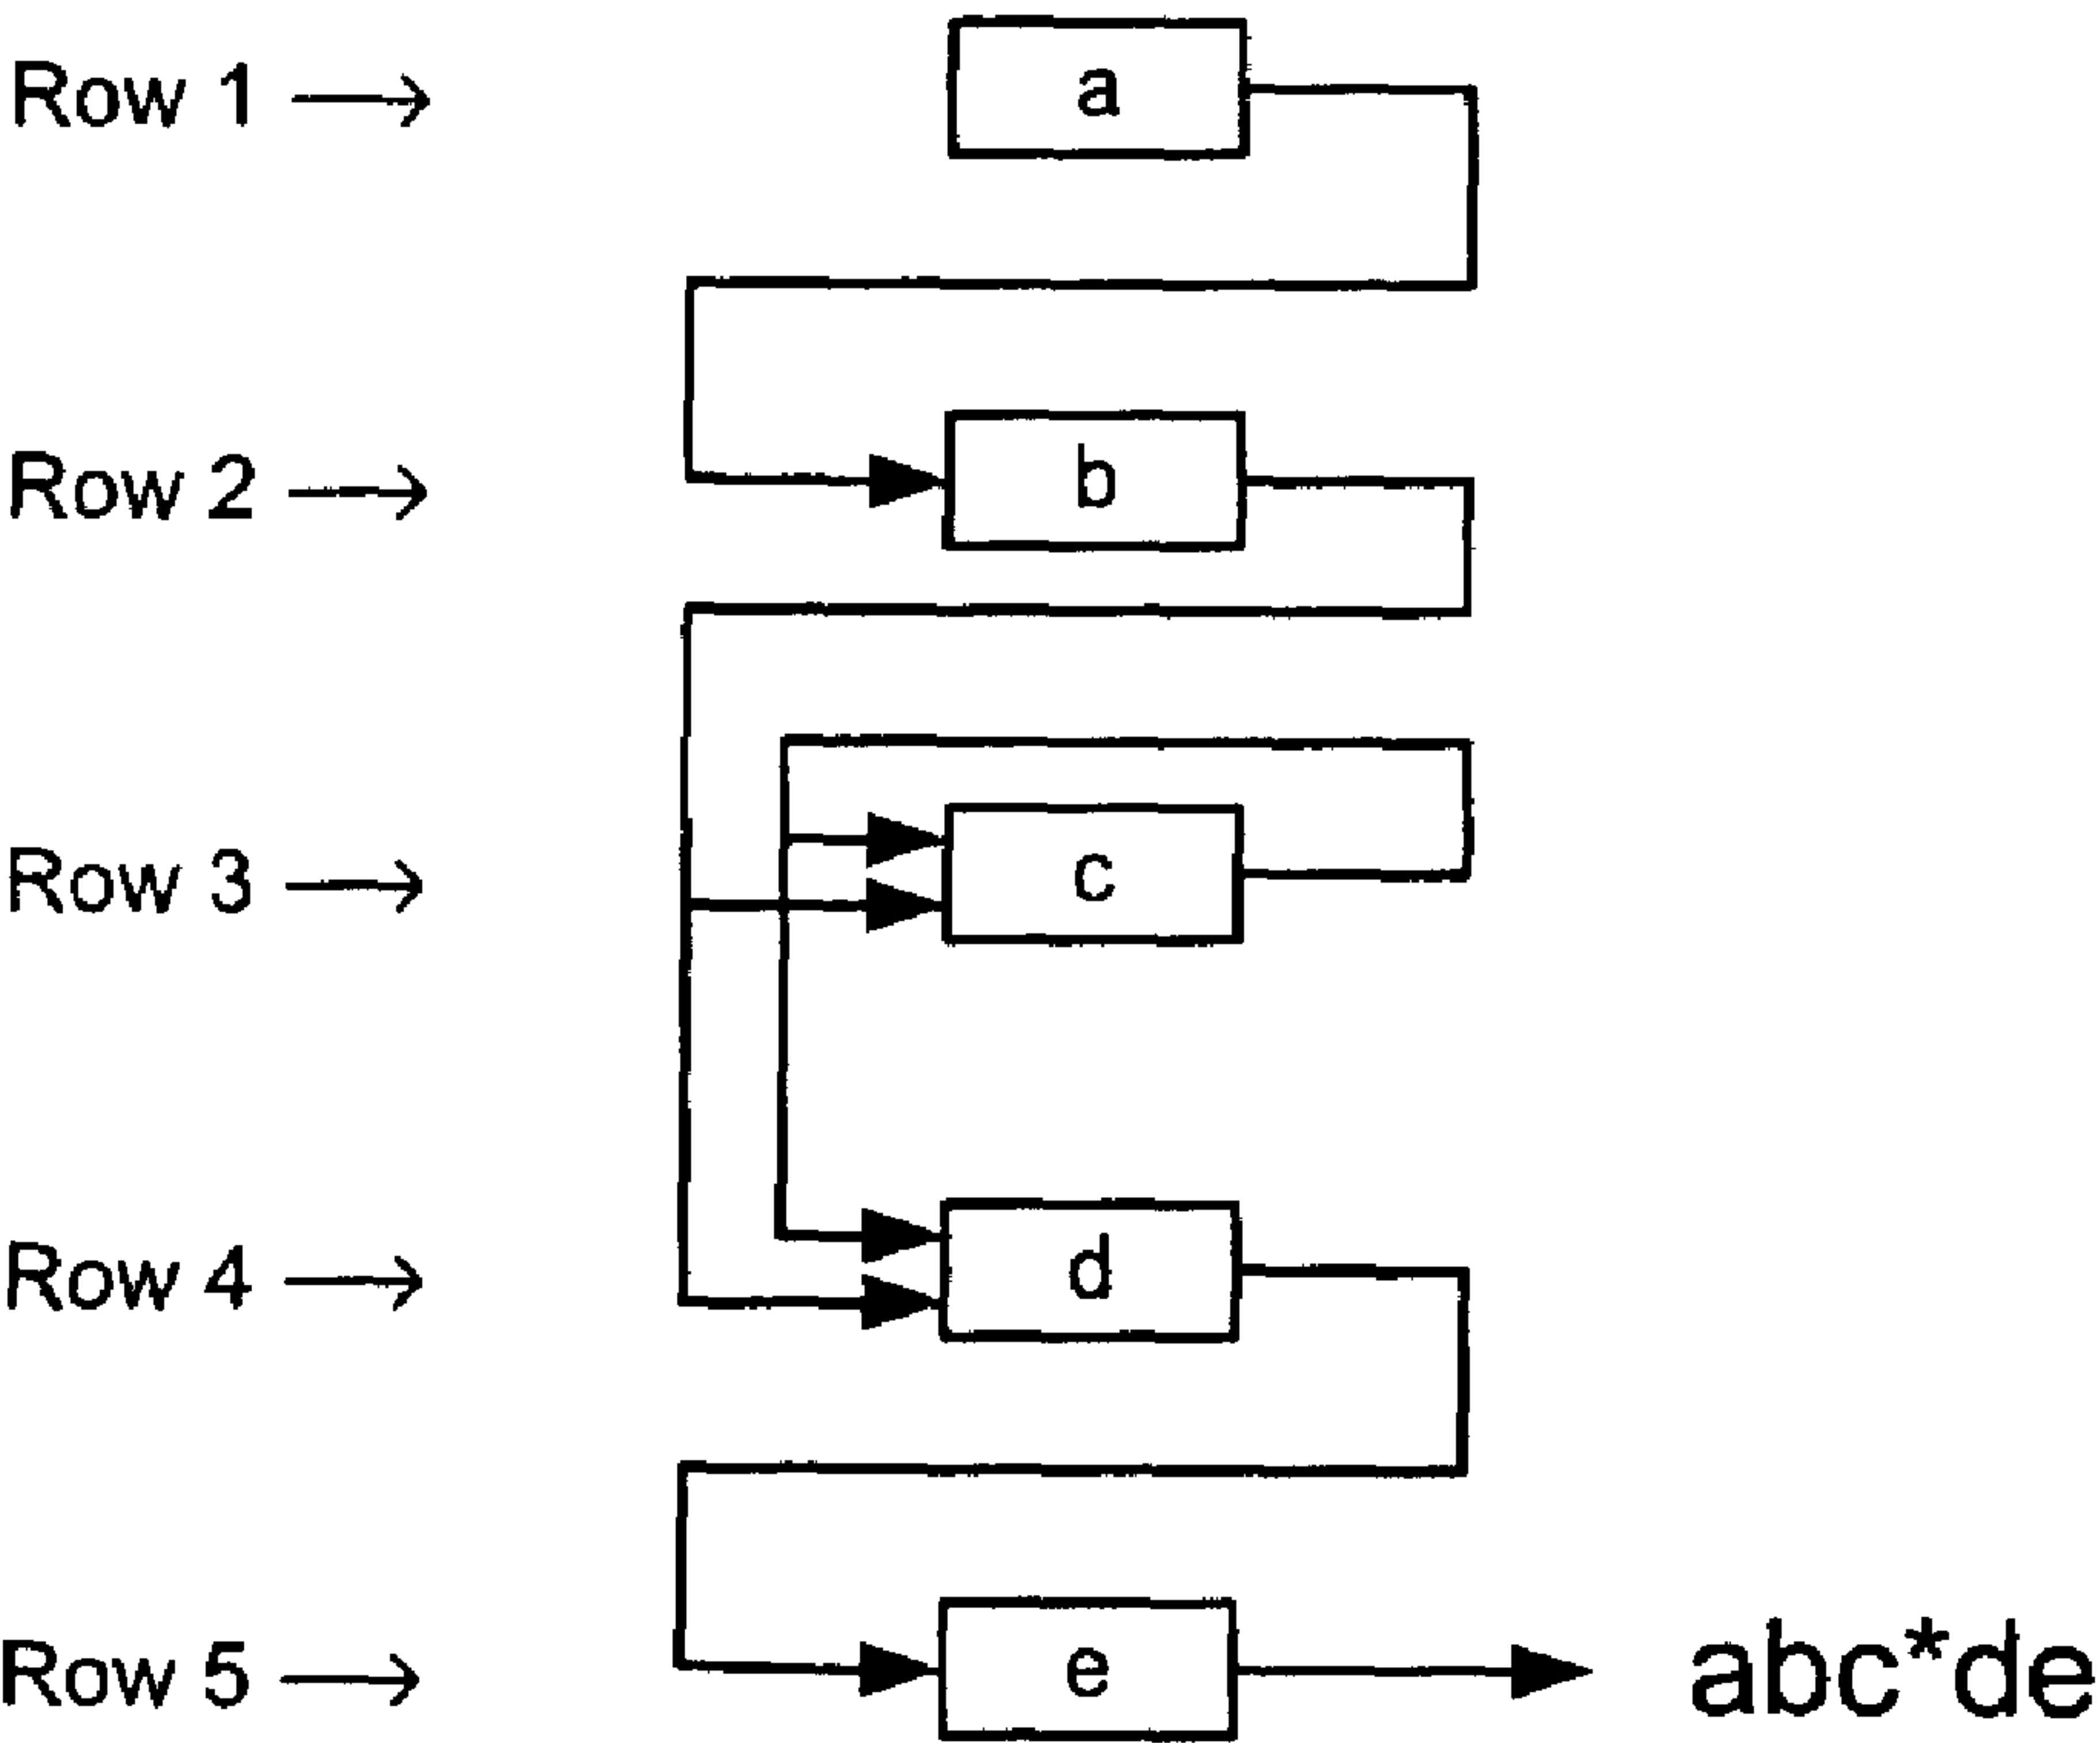 Row 1 → a
Row 2 → b
Row 3 → c
Row 4 → d
Row 5 → e abc*de